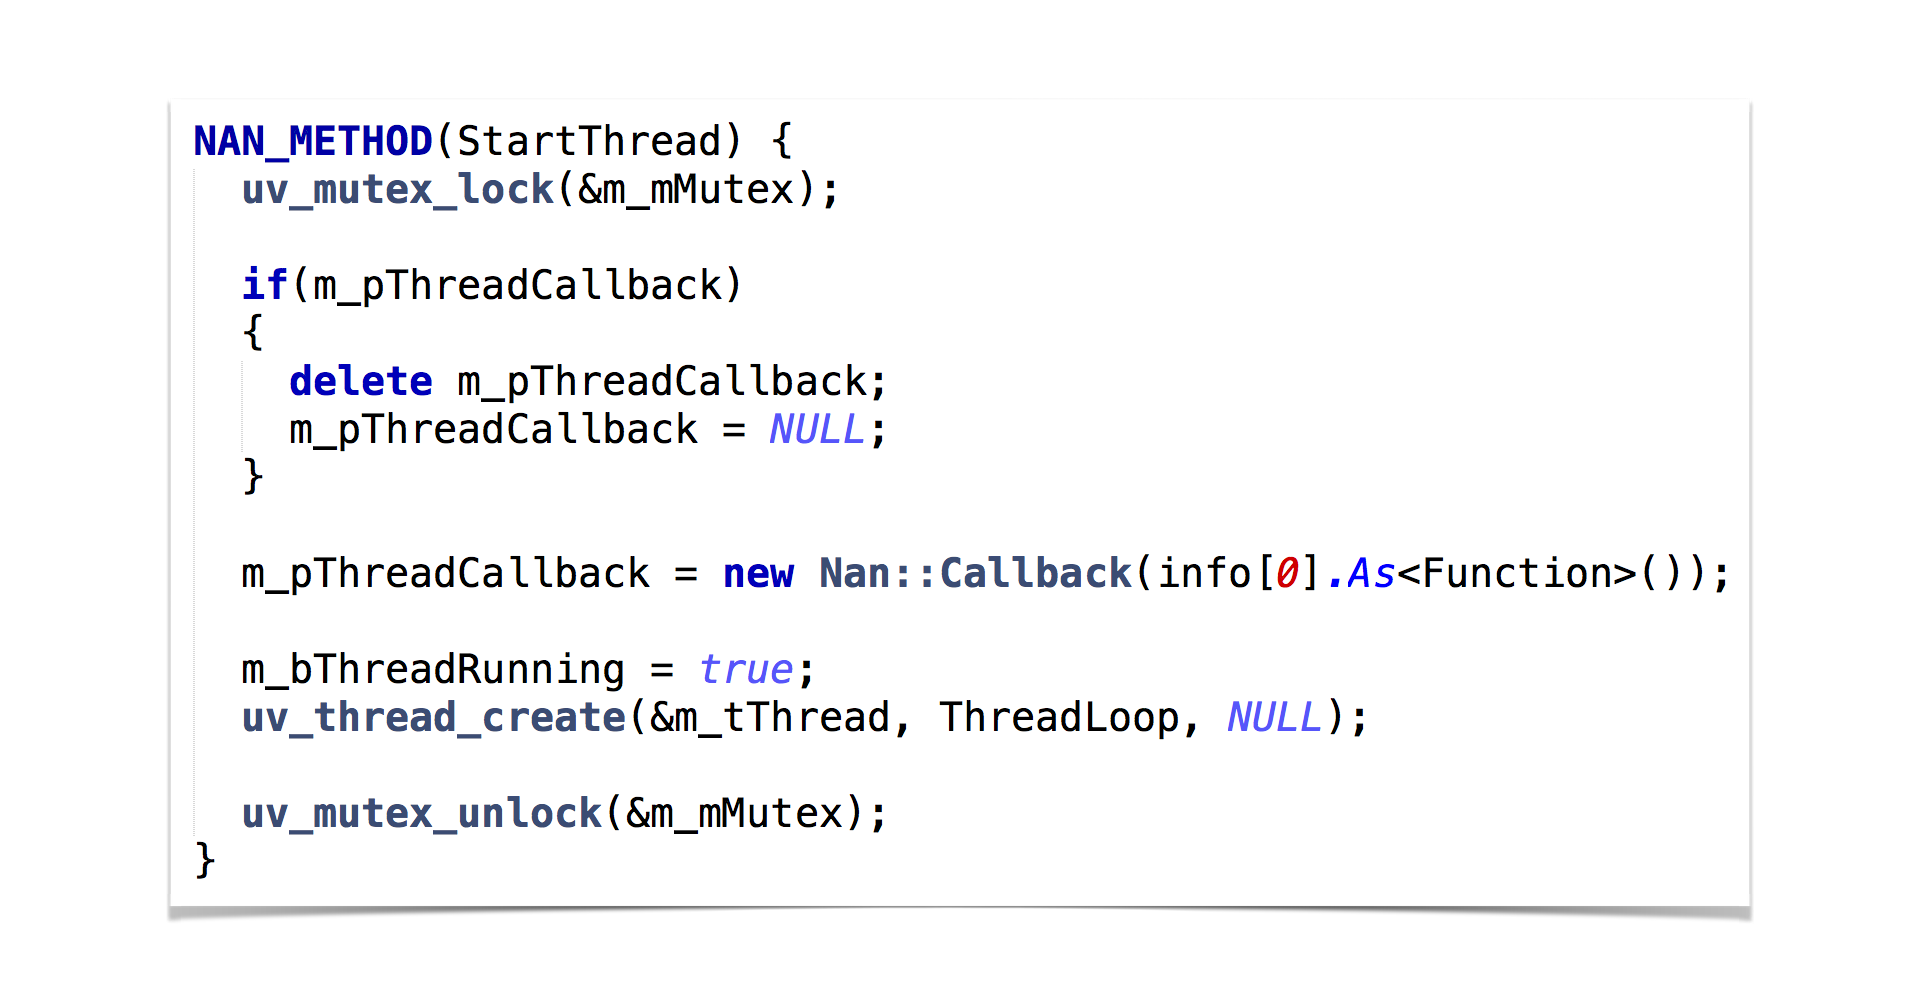 NAN_METHOD(StartThread) {
  uv_mutex_lock(&m_mMutex);

  if(m_pThreadCallback)
  {
    delete m_pThreadCallback;
    m_pThreadCallback = NULL;
  }

  m_pThreadCallback = new Nan::Callback(info[0].As<Function>());

  m_bThreadRunning = true;
  uv_thread_create(&m_tThread, ThreadLoop, NULL);

  uv_mutex_unlock(&m_mMutex);
}